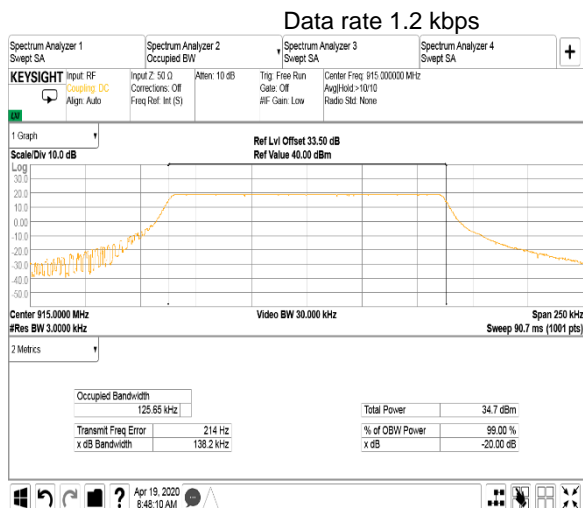 Data rate 1.2 kbps
Spectrum Analyzer 1 Spectrum Analyzer 2 Spectrum Analyzer 3 Spectrum Analyzer 4
Swept SA Occupied BW Swept SA Swept SA
KEYSIGHT Input: RF Input Z: 50 Ω Atten: 10 dB Trig: Free Run Center Freq: 915.000000 MHz
Coupling: DC Corrections: Off Gate: Off Avg|Hold:>10/10
Align: Auto Freq Ref: Int (S) #IF Gain: Low Radio Std: None
1 Graph
Ref Lvl Offset 33.50 dB
Scale/Div 10.0 dB Ref Value 40.00 dBm
Log
30.0
20.0
10.0
0.00
-10.0
-20.0
-30.0
-40.0
-50.0
Center 915.0000 MHz Video BW 30.000 kHz Span 250 kHz
#Res BW 3.0000 kHz Sweep 90.7 ms (1001 pts)
2 Metrics
Occupied Bandwidth
125.65 kHz Total Power 34.7 dBm
Transmit Freq Error 214 Hz % of OBW Power 99.00 %
x dB Bandwidth 138.2 kHz x dB -20.00 dB
Apr 19, 2020
8:48:10 AM